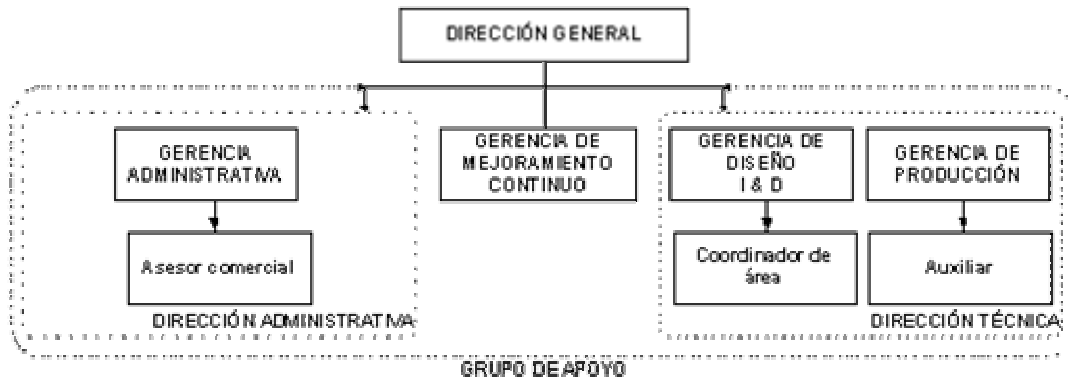 DIRECCIÓN GENERAL
GERENCIA
ADMINISTRATIVA
GERENCIA DE
MEJORAMIENTO
CONTINUO
GERENCIA DE
DISEÑO
I & D
GERENCIA DE
PRODUCCIÓN
Asesor comercial
Coordinador de
área
Auxiliar
DIRECCIÓN ADMINISTRATIVA
DIRECCIÓN TÉCNICA
GRUPO DE APOYO